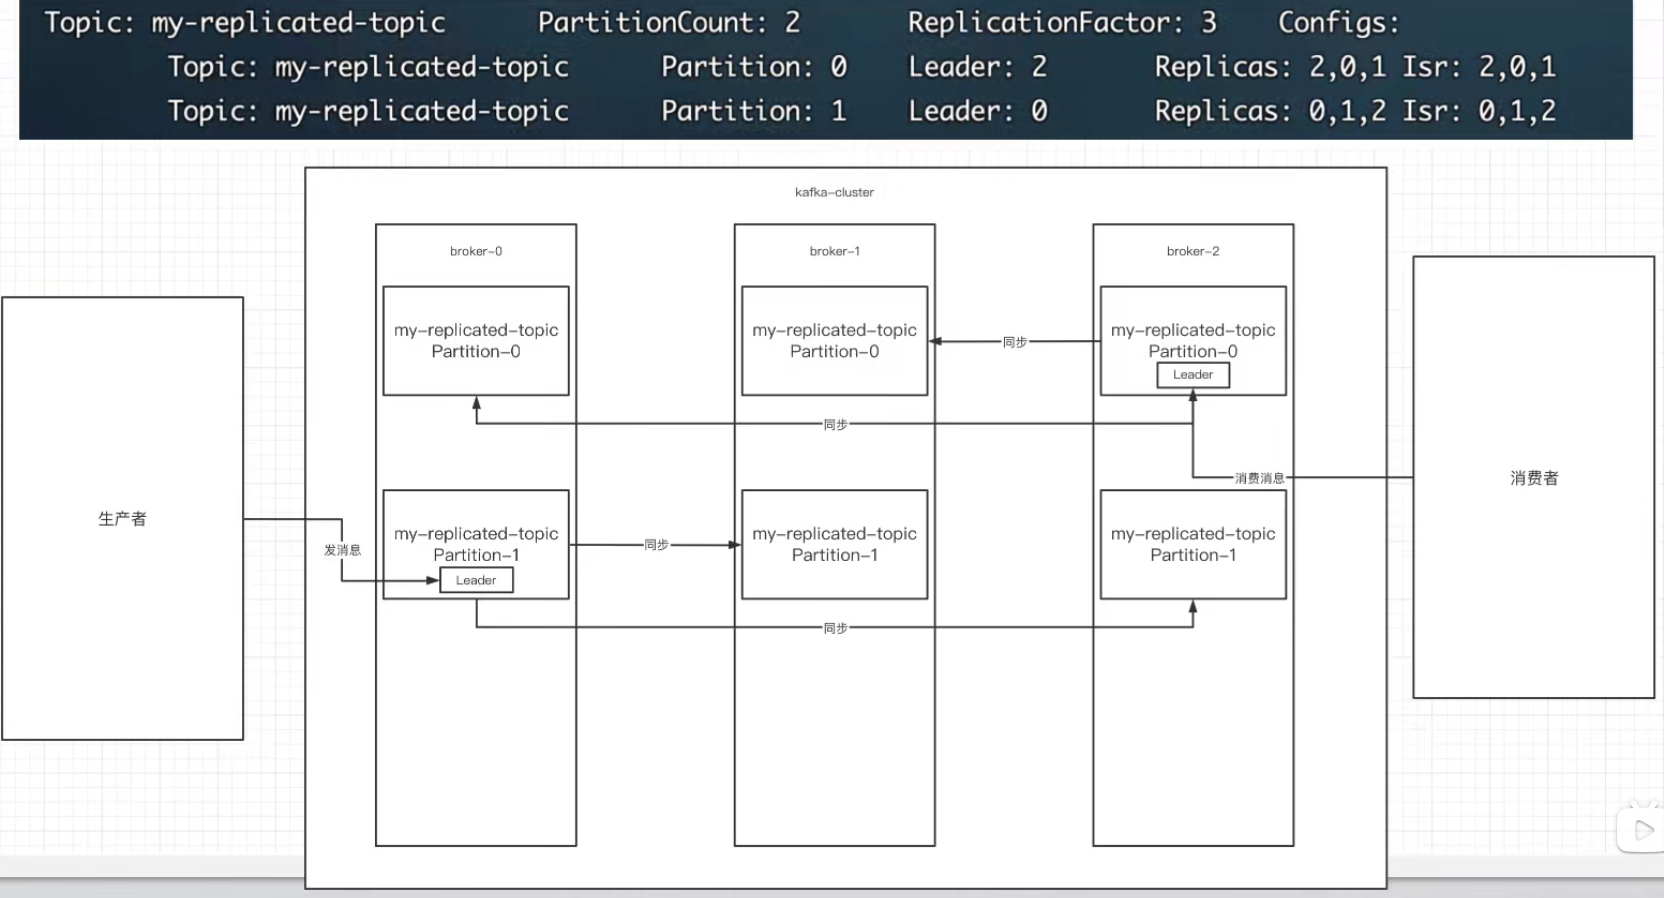 Topic: my-replicated-topic PartitionCount: 2 ReplicationFactor: 3 Configs:
Topic: my-replicated-topic Partition: 0 Leader: 2 Replicas: 2,0,1 Isr: 2,0,1
Topic: my-replicated-topic Partition: 1 Leader: 0 Replicas: 0,1,2 Isr: 0,1,2
kafka-cluster
broker-0
broker-1
broker-2
my-replicated-topic
Partition-0
my-replicated-topic
Partition-0
同步
my-replicated-topic
Partition-0
Leader
同步
消费消息
消费者
生产者
发消息
my-replicated-topic
Partition-1
Leader
同步
my-replicated-topic
Partition-1
my-replicated-topic
Partition-1
同步